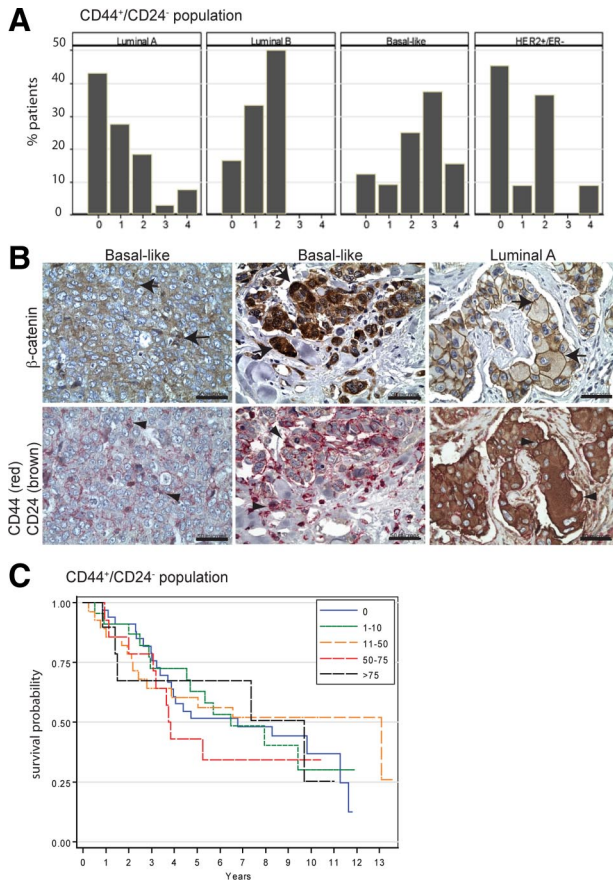 A
CD44⁺/CD24⁻ population
Luminal A
Luminal B
Basal-like
HER2+/ER-
% patients
50
40
30
20
10
0
0 1 2 3 4
0 1 2 3 4
0 1 2 3 4
0 1 2 3 4
B
Basal-like
Basal-like
Luminal A
β-catenin
CD44 (red)
CD24 (brown)
C
CD44⁺/CD24⁻ population
survival probability
1.00
0.75
0.50
0.25
0.00
0
1-10
11-50
50-75
>75
0 1 2 3 4 5 6 7 8 9 10 11 12 13
Years